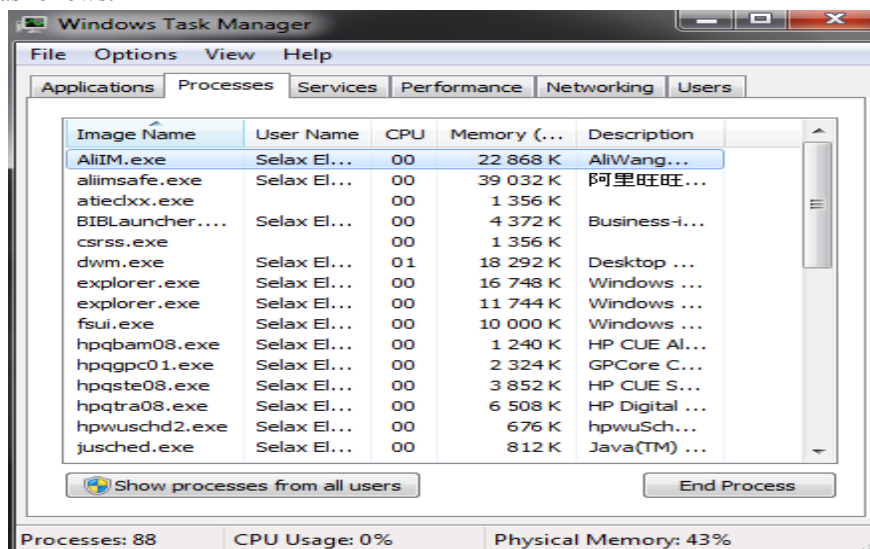 Windows Task Manager
File Options View Help
Applications Processes Services Performance Networking Users
Image Name User Name CPU Memory (... Description
AliIM.exe Selax El... 00 22 868 K AliWang...
aliimsafe.exe Selax El... 00 39 032 K 阿里旺旺...
atieclxx.exe 00 1 356 K
BIBLauncher.... Selax El... 00 4 372 K Business-i...
csrss.exe 00 1 356 K
dwm.exe Selax El... 01 18 292 K Desktop ...
explorer.exe Selax El... 00 16 748 K Windows ...
explorer.exe Selax El... 00 11 744 K Windows ...
fsui.exe Selax El... 00 10 000 K Windows ...
hpqbam08.exe Selax El... 00 1 240 K HP CUE Al...
hpqgpc01.exe Selax El... 00 2 324 K GPCore C...
hpqste08.exe Selax El... 00 3 852 K HP CUE S...
hpqtra08.exe Selax El... 00 6 508 K HP Digital ...
hpwuschd2.exe Selax El... 00 676 K hpwuSch...
jusched.exe Selax El... 00 812 K Java(TM) ...
Show processes from all users End Process
Processes: 88 CPU Usage: 0% Physical Memory: 43%